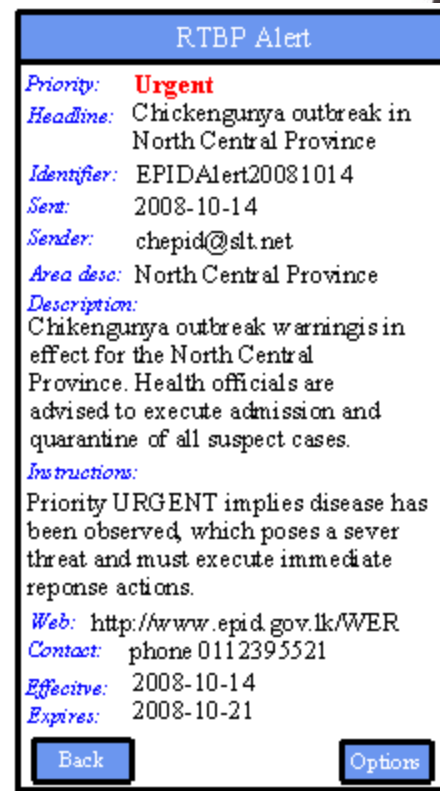 RTBP Alert
Priority: Urgent
Headline: Chickengunya outbreak in
North Central Province
Identifier: EPIDAlert20081014
Sent: 2008-10-14
Sender: chepid@slt.net
Area desc: North Central Province
Description:
Chikengunya outbreak warningis in
effect for the North Central
Province. Health officials are
advised to execute admission and
quarantine of all suspect cases.
Instructions:
Priority URGENT implies disease has
been observed, which poses a sever
threat and must execute immediate
reponse actions.
Web: http://www.epid.gov.lk/WER
Contact: phone 0112395521
Effecitve: 2008-10-14
Expires: 2008-10-21
Back Options